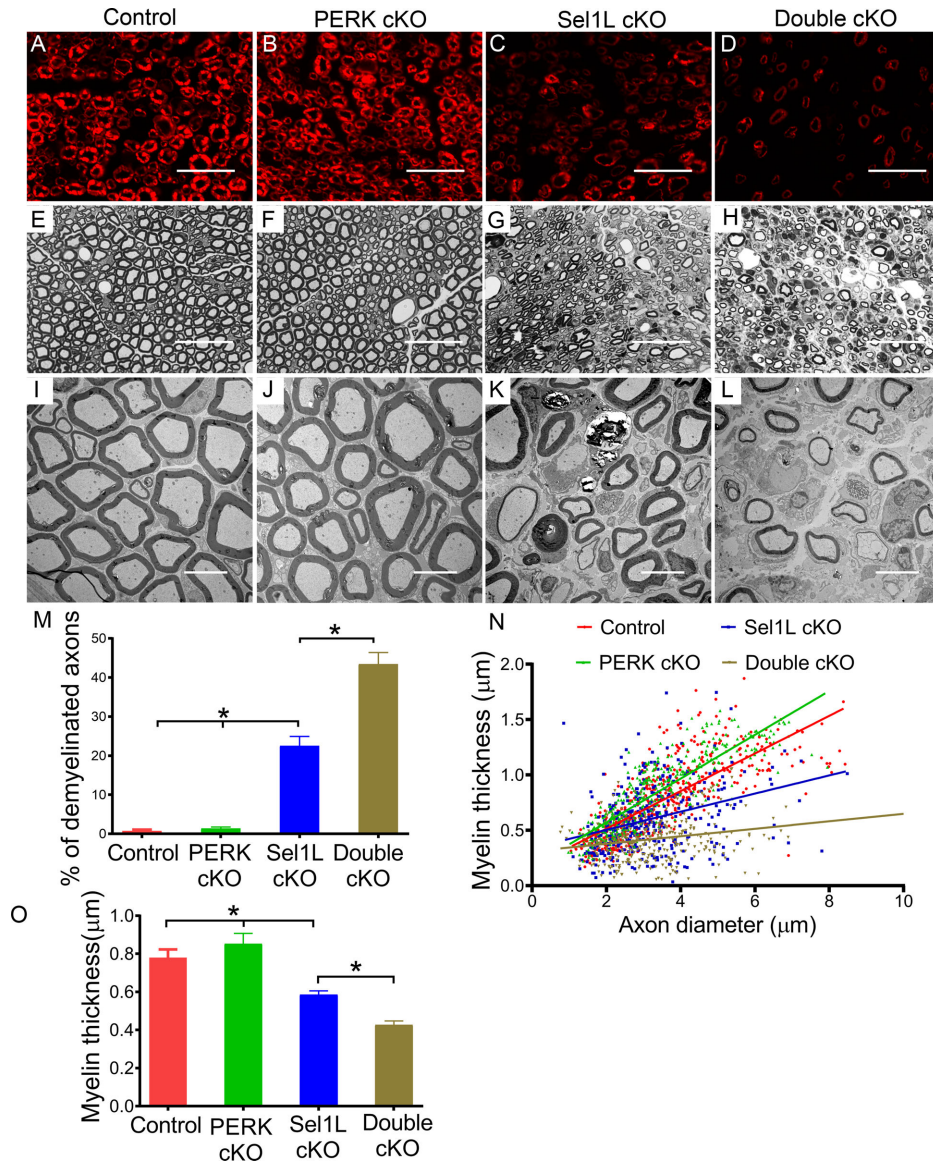 Control PERK cKO Sel1L cKO Double cKO
A B C D
E F G H
I J K L
M
% of demyelinated axons
50
40
30
20
10
0
*
*
Control PERK cKO Sel1L cKO Double cKO
N
Control Sel1L cKO
PERK cKO Double cKO
Myelin thickness (μm)
2.0
1.5
1.0
0.5
0.0
0 2 4 6 8 10
Axon diameter (μm)
O
Myelin thickness(μm)
1.0
0.8
0.6
0.4
0.2
0.0
*
*
Control PERK cKO Sel1L cKO Double cKO